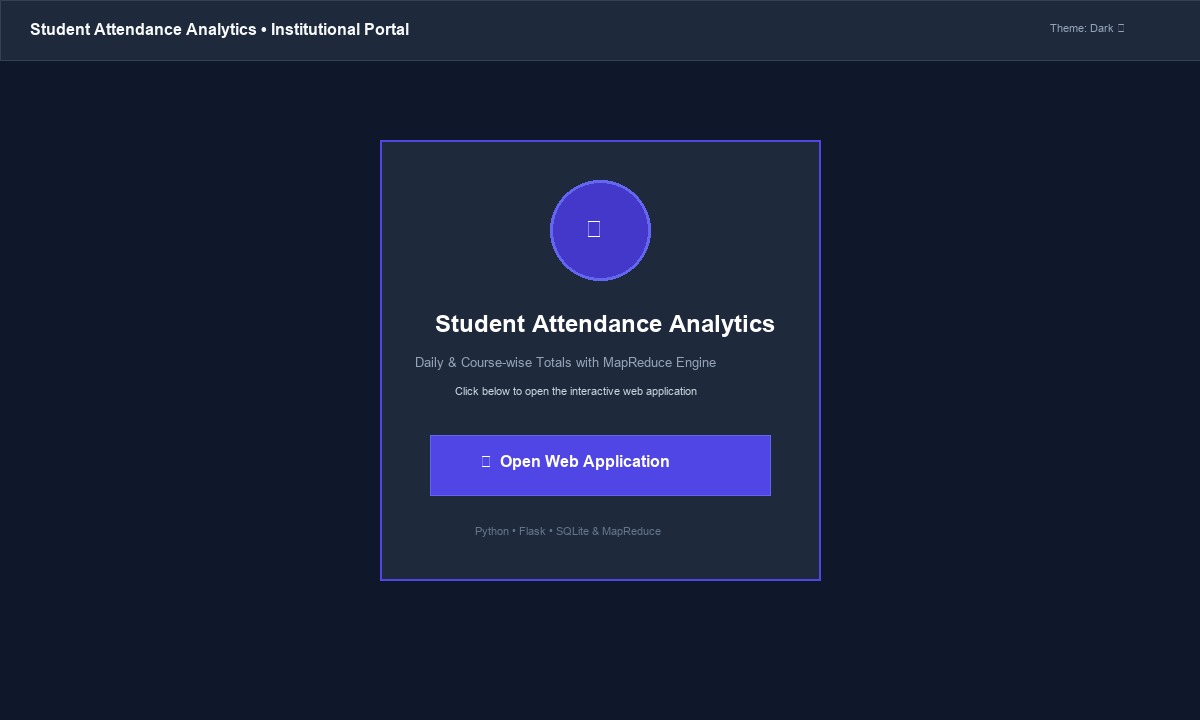 Student Attendance Analytics • Institutional Portal
Theme: Dark
Student Attendance Analytics
Daily & Course-wise Totals with MapReduce Engine
Click below to open the interactive web application
Open Web Application
Python • Flask • SQLite & MapReduce